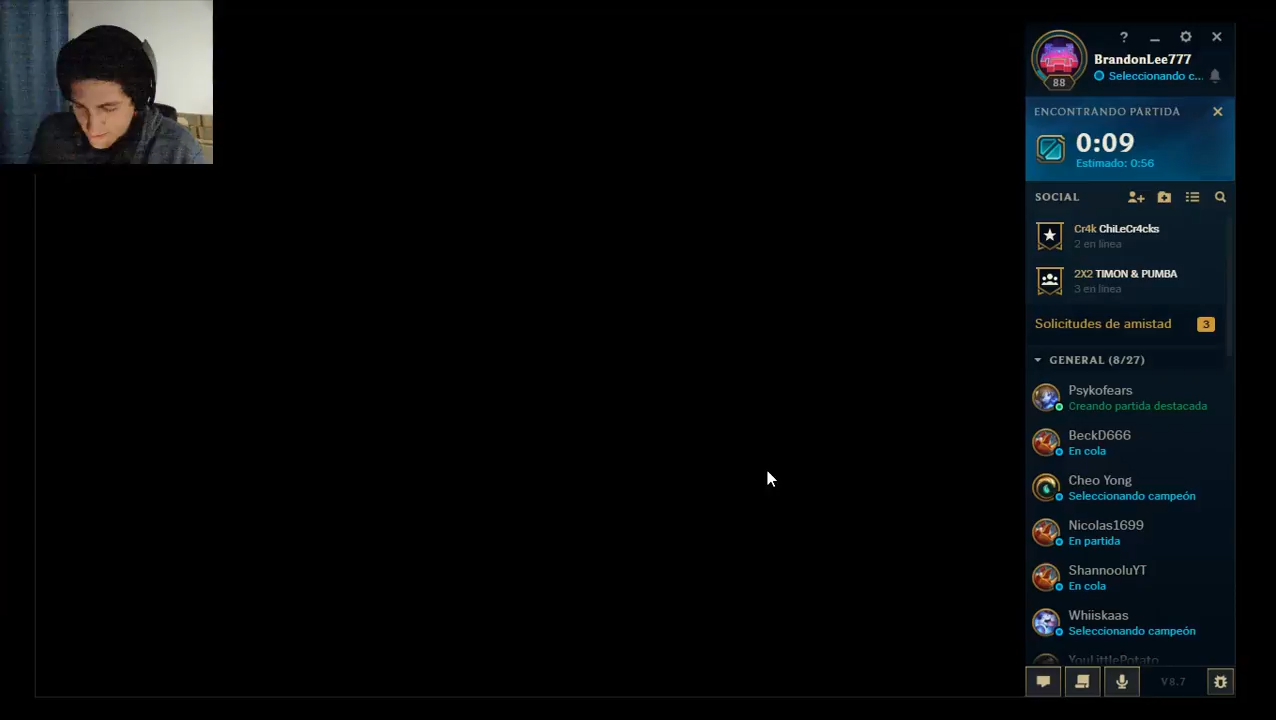 ?
BrandonLee777
88
Seleccionando c...
ENCONTRANDO PARTIDA
0:09
Estimado: 0:56
SOCIAL
Cr4k ChiLeCr4cks
2 en línea
2X2 TIMON & PUMBA
3 en línea
Solicitudes de amistad 3
GENERAL (8/27)
Psykofears
Creando partida destacada
BeckD666
En cola
Cheo Yong
Seleccionando campeón
Nicolas1699
En partida
ShannooluYT
En cola
Whiiskaas
Seleccionando campeón
YouLittlePotato
V8.7